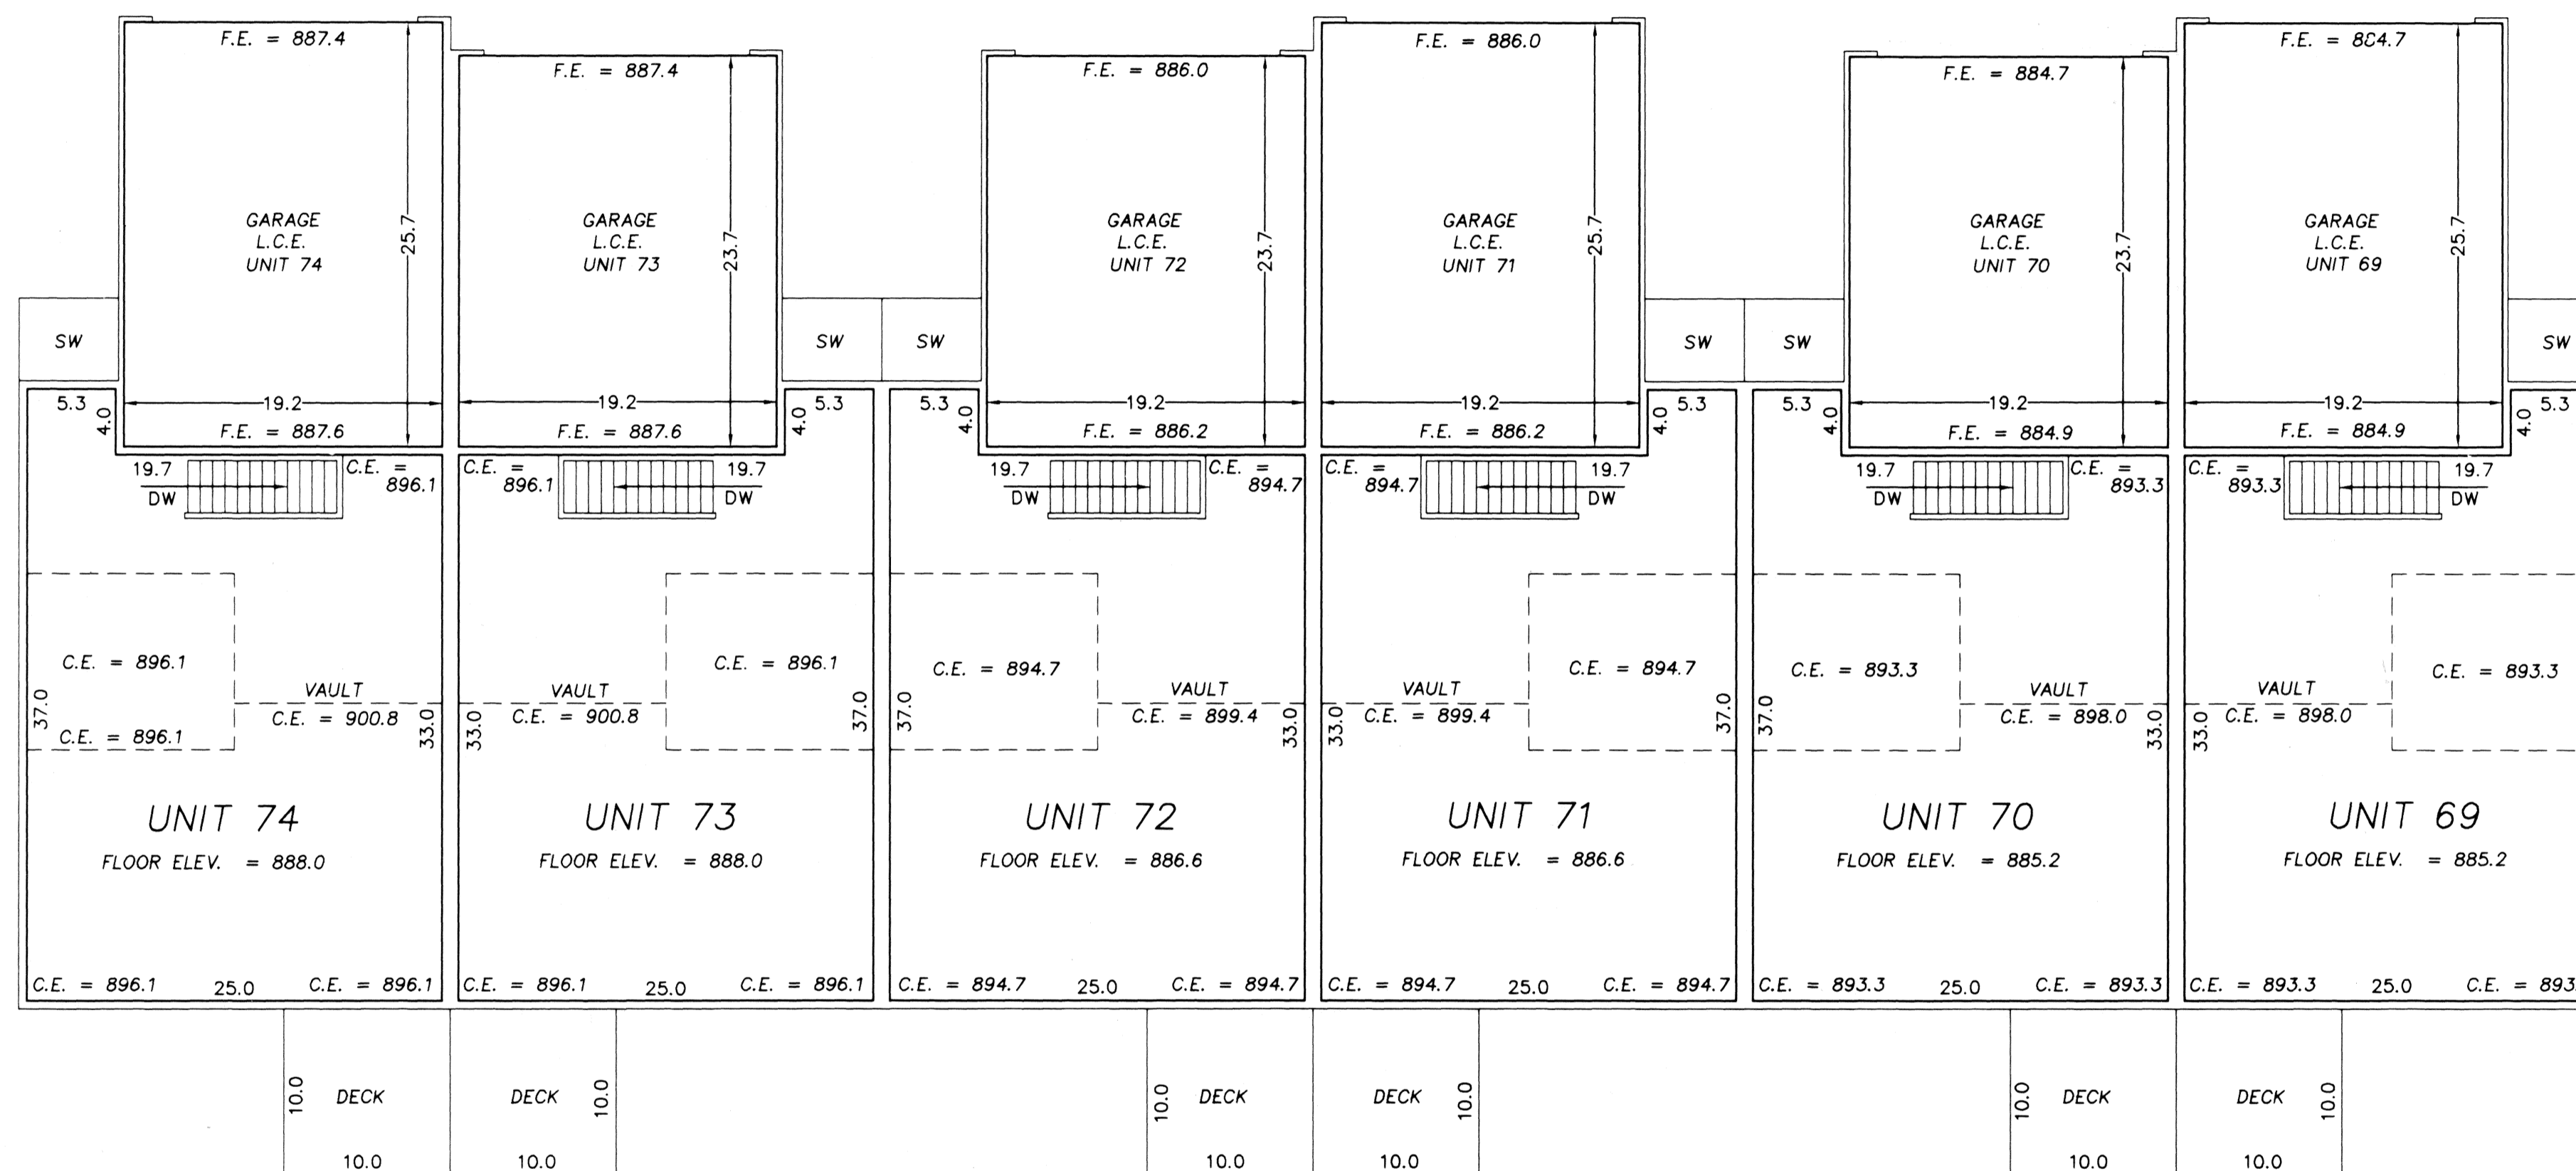 F.E. = 887.4
F.E. = 887.4
F.E. = 886.0
F.E. = 886.0
F.E. = 884.7
F.E. = 884.7
GARAGE
L.C.E.
UNIT 74
25.7
GARAGE
L.C.E.
UNIT 73
23.7
GARAGE
L.C.E.
UNIT 72
23.7
GARAGE
L.C.E.
UNIT 71
25.7
GARAGE
L.C.E.
UNIT 70
23.7
GARAGE
L.C.E.
UNIT 69
25.7
SW
SW
SW
SW
SW
SW
5.3
4.0
19.2
19.2
4.0
5.3
5.3
4.0
19.2
19.2
4.0
5.3
5.3
4.0
19.2
19.2
4.0
5.3
F.E. = 887.6
F.E. = 887.6
F.E. = 886.2
F.E. = 886.2
F.E. = 884.9
F.E. = 884.9
19.7
DW
C.E. =
896.1
C.E. =
896.1
19.7
DW
19.7
DW
C.E. =
894.7
C.E. =
894.7
19.7
DW
19.7
DW
C.E. =
893.3
C.E. =
893.3
19.7
DW
C.E. = 896.1
37.0
C.E. = 896.1
VAULT
C.E. = 900.8
33.0
33.0
VAULT
C.E. = 900.8
C.E. = 896.1
37.0
37.0
C.E. = 894.7
VAULT
C.E. = 899.4
33.0
33.0
VAULT
C.E. = 899.4
C.E. = 894.7
37.0
37.0
C.E. = 893.3
VAULT
C.E. = 898.0
33.0
33.0
VAULT
C.E. = 898.0
C.E. = 893.3
UNIT 74
FLOOR ELEV. = 888.0
UNIT 73
FLOOR ELEV. = 888.0
UNIT 72
FLOOR ELEV. = 886.6
UNIT 71
FLOOR ELEV. = 886.6
UNIT 70
FLOOR ELEV. = 885.2
UNIT 69
FLOOR ELEV. = 885.2
C.E. = 896.1
25.0
C.E. = 896.1
C.E. = 896.1
25.0
C.E. = 896.1
C.E. = 894.7
25.0
C.E. = 894.7
C.E. = 894.7
25.0
C.E. = 894.7
C.E. = 893.3
25.0
C.E. = 893.3
C.E. = 893.3
25.0
C.E. = 893.
10.0
DECK
10.0
DECK
10.0
10.0
10.0
DECK
10.0
DECK
10.0
10.0
10.0
DECK
10.0
DECK
10.0
10.0